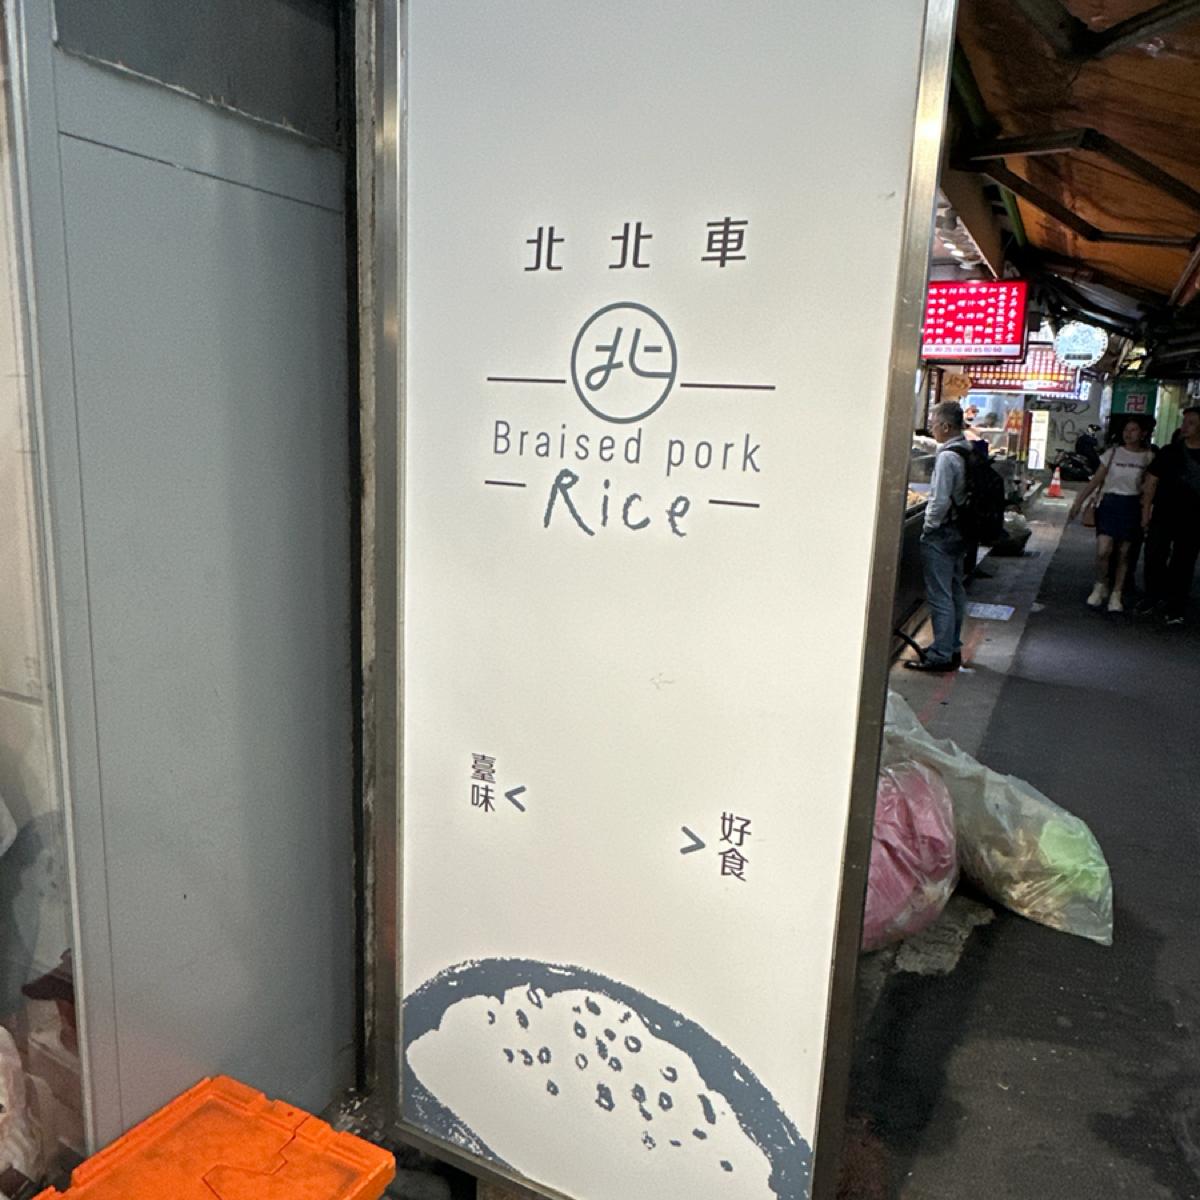 北北車
北
Braised pork
Rice
臺味 <
> 好食